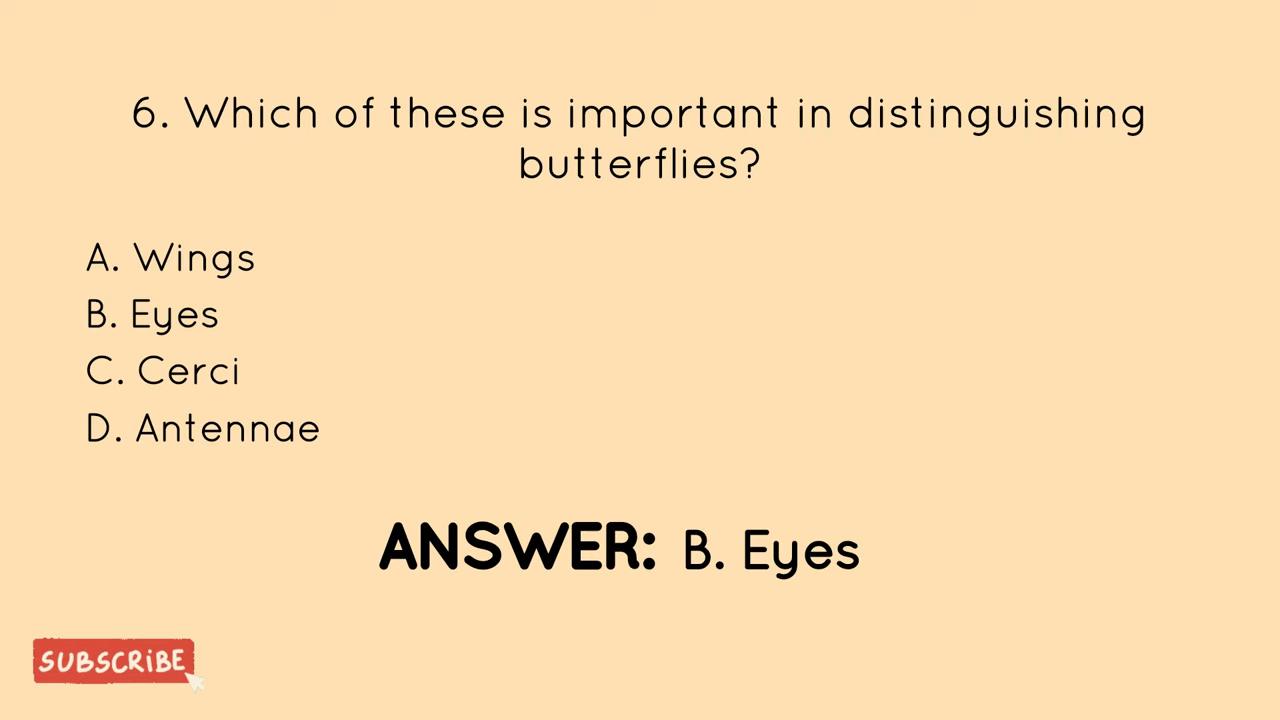 6. Which of these is important in distinguishing
butterflies?
A. Wings
B. Eyes
C. Cerci
D. Antennae
ANSWER: B. Eyes
SUBSCRiBE